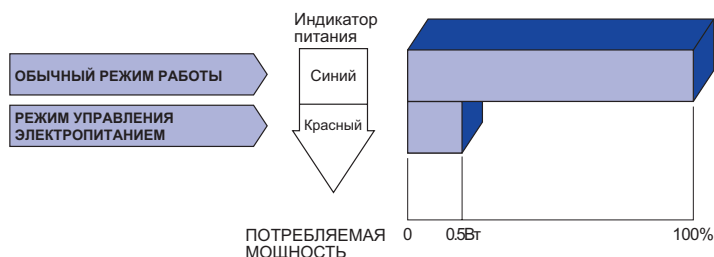 Индикатор
питания
ОБЫЧНЫЙ РЕЖИМ РАБОТЫ
Синий
РЕЖИМ УПРАВЛЕНИЯ
ЭЛЕКТРОПИТАНИЕМ
Красный
ПОТРЕБЛЯЕМАЯ
МОЩНОСТЬ
0 0.5Вт 100%